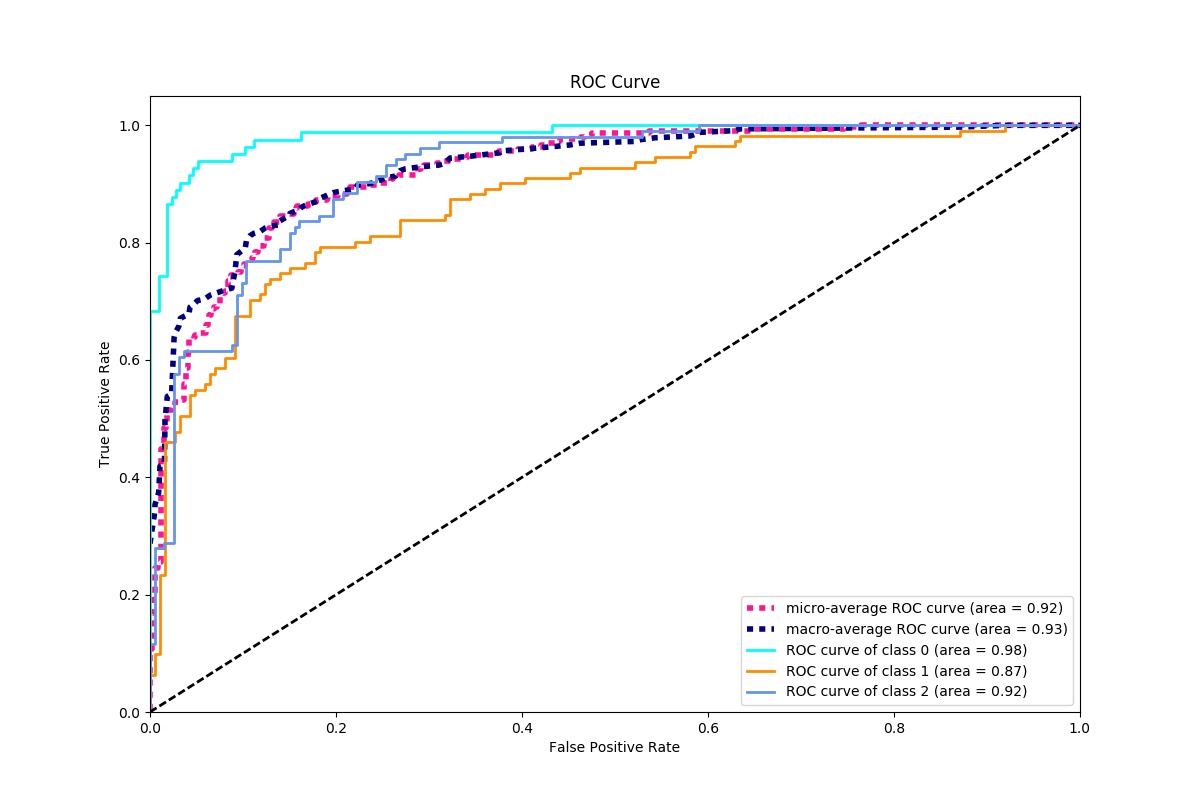 ROC Curve
1.0
0.8
0.6
0.4
0.2
0.0
True Positive Rate
0.0 0.2 0.4 0.6 0.8 1.0
False Positive Rate
micro-average ROC curve (area = 0.92)
macro-average ROC curve (area = 0.93)
ROC curve of class 0 (area = 0.98)
ROC curve of class 1 (area = 0.87)
ROC curve of class 2 (area = 0.92)